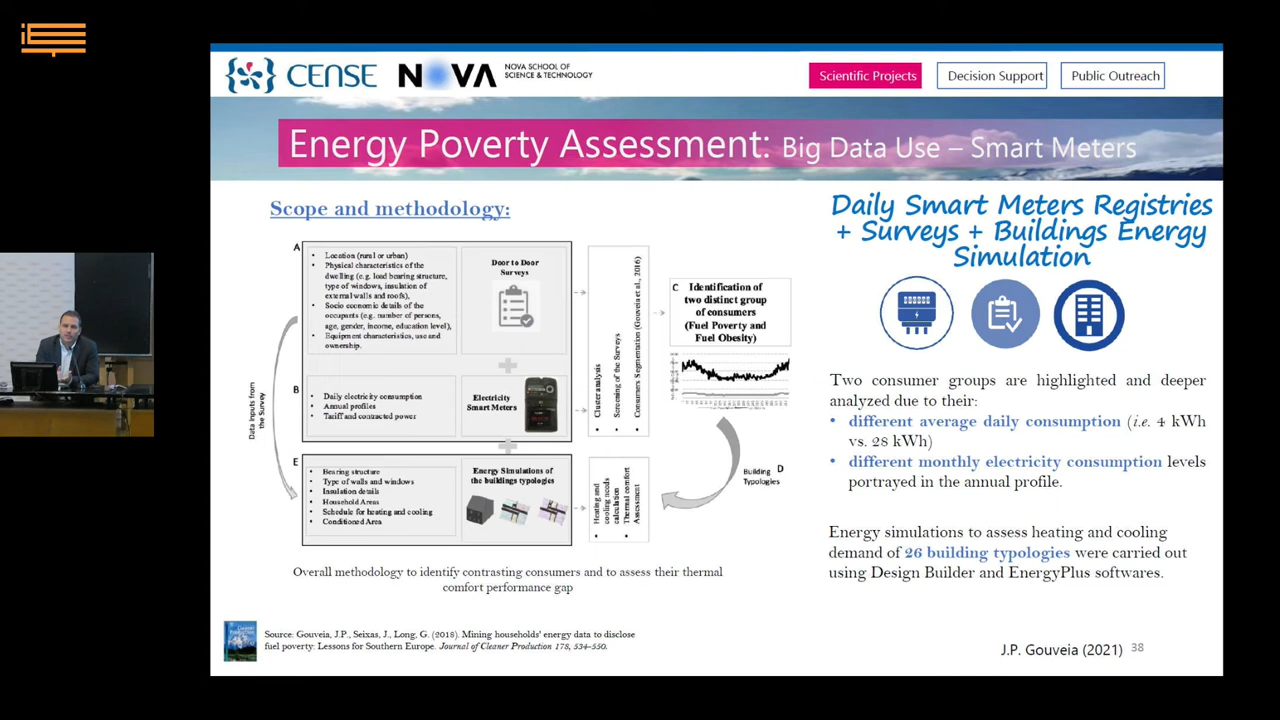 CENSE
NOVA
NOVA SCHOOL OF
SCIENCE & TECHNOLOGY
Scientific Projects
Decision Support
Public Outreach
Energy Poverty Assessment: Big Data Use – Smart Meters
Scope and methodology:
A
• Location (rural or urban)
• Physical characteristics of the
dwelling (e.g. load bearing structure,
type of windows, insulation of
external walls and roofs),
• Socio economic details of the
occupants (e.g. number of persons,
age, gender, income, education level),
• Equipment characteristics, use and
ownership.
Door to Door
Surveys
B
• Daily electricity consumption
• Annual profiles
• Tariff and contracted power
Electricity
Smart Meters
E
• Bearing structure
• Type of walls and windows
• Insulation details
• Household Areas
• Schedule for heating and cooling
• Conditioned Area
Energy Simulations of
the buildings typologies
Data Inputs from
the Survey
• Cluster analysis
• Screening of the Surveys
• Consumers Segmentation (Gouveia et al., 2016)
• Heating and
cooling needs
calculation
• Thermal comfort
Assessment
C
Identification of
two distinct group
of consumers
(Fuel Poverty and
Fuel Obesity)
Building
Typologies
D
Overall methodology to identify contrasting consumers and to assess their thermal
comfort performance gap
Source: Gouveia, J.P., Seixas, J., Long, G. (2018). Mining households' energy data to disclose
fuel poverty: Lessons for Southern Europe. Journal of Cleaner Production 178, 534–550.
Daily Smart Meters Registries
+ Surveys + Buildings Energy
Simulation
Two consumer groups are highlighted and deeper
analyzed due to their:
• different average daily consumption (i.e. 4 kWh
vs. 28 kWh)
• different monthly electricity consumption levels
portrayed in the annual profile.
Energy simulations to assess heating and cooling
demand of 26 building typologies were carried out
using Design Builder and EnergyPlus softwares.
J.P. Gouveia (2021)
38